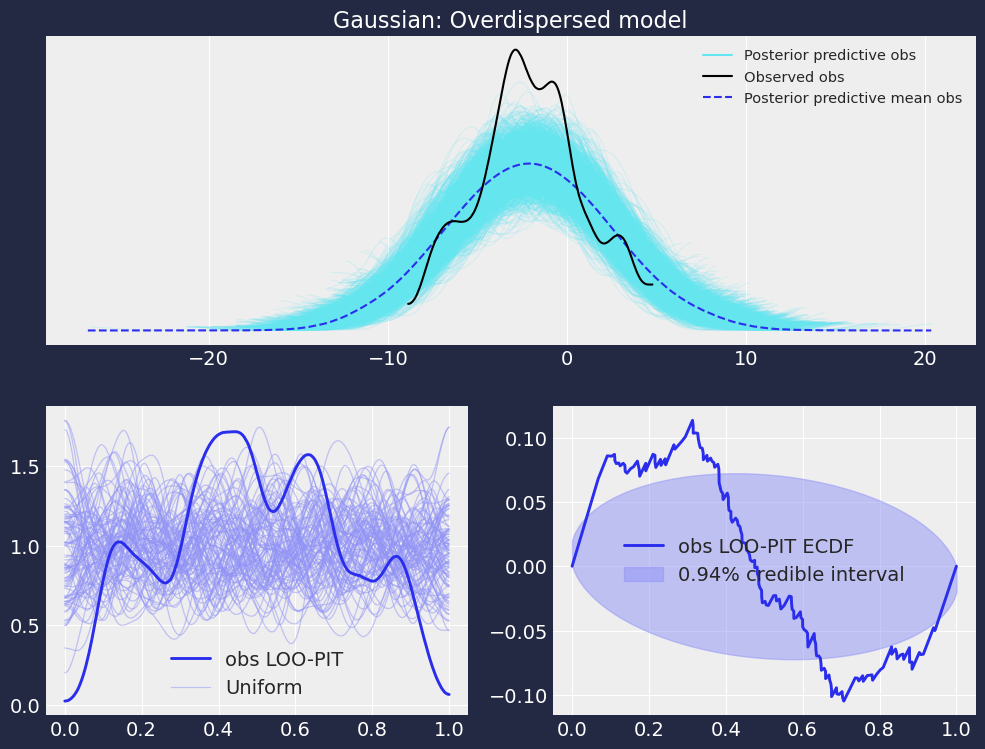 Gaussian: Overdispersed model
Posterior predictive obs
Observed obs
Posterior predictive mean obs
−20 −10 0 10 20
1.5
1.0
0.5
0.0
obs LOO-PIT
Uniform
0.0 0.2 0.4 0.6 0.8 1.0
0.10
0.05
0.00
−0.05
−0.10
obs LOO-PIT ECDF
0.94% credible interval
0.0 0.2 0.4 0.6 0.8 1.0